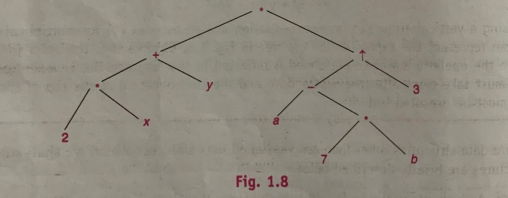 *
+ ↑
* y − 3
2 x a *
7 b
Fig. 1.8